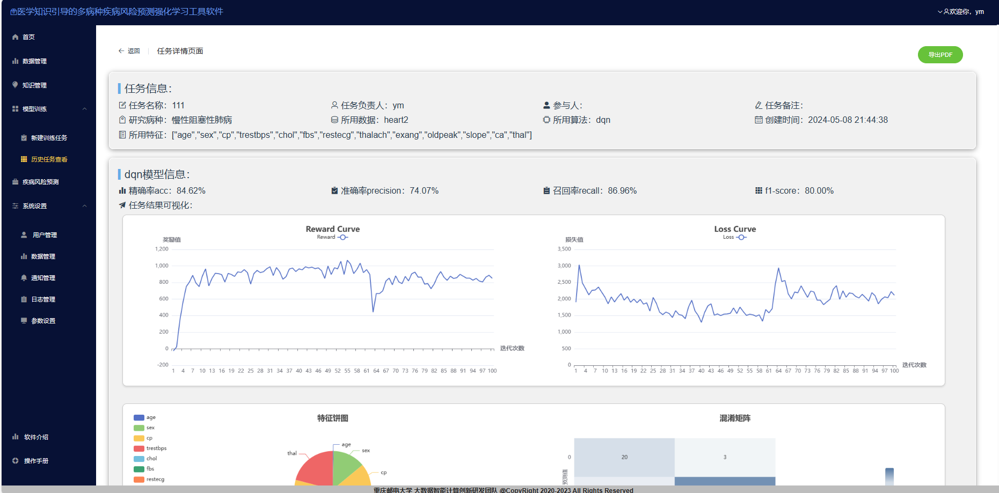 医学知识引导的多病种疾病风险预测强化学习工具软件
欢迎你，ym
首页
数据管理
知识管理
模型训练
新建训练任务
历史任务查看
疾病风险预测
系统设置
用户管理
数据管理
通知管理
日志管理
参数设置
软件介绍
操作手册
返回
任务详情页面
导出PDF
任务信息：
任务名称：111
任务负责人：ym
参与人：
任务备注：
研究病种：慢性阻塞性肺病
所用数据：heart2
所用算法：dqn
创建时间：2024-05-08 21:44:38
所用特征：["age","sex","cp","trestbps","chol","fbs","restecg","thalach","exang","oldpeak","slope","ca","thal"]
dqn模型信息：
精确率acc：84.62%
准确率precision：74.07%
召回率recall：86.96%
f1-score：80.00%
任务结果可视化：
Reward Curve
Reward
奖励值
1,200
1,000
800
600
400
200
0
-200
迭代次数
1 4 7 10 13 16 19 22 25 28 31 34 37 40 43 46 49 52 55 58 61 64 67 70 73 76 79 82 85 88 91 94 97 100
Loss Curve
Loss
损失值
3,500
3,000
2,500
2,000
1,500
1,000
500
0
迭代次数
1 4 7 10 13 16 19 22 25 28 31 34 37 40 43 46 49 52 55 58 61 64 67 70 73 76 79 82 85 88 91 94 97 100
age
sex
cp
trestbps
chol
fbs
restecg
特征饼图
age
sex
cp
thal
混淆矩阵
0
20
3
预测值
重庆邮电大学 大数据智能计算创新研发团队 @CopyRight 2020-2023 All Rights Reserved